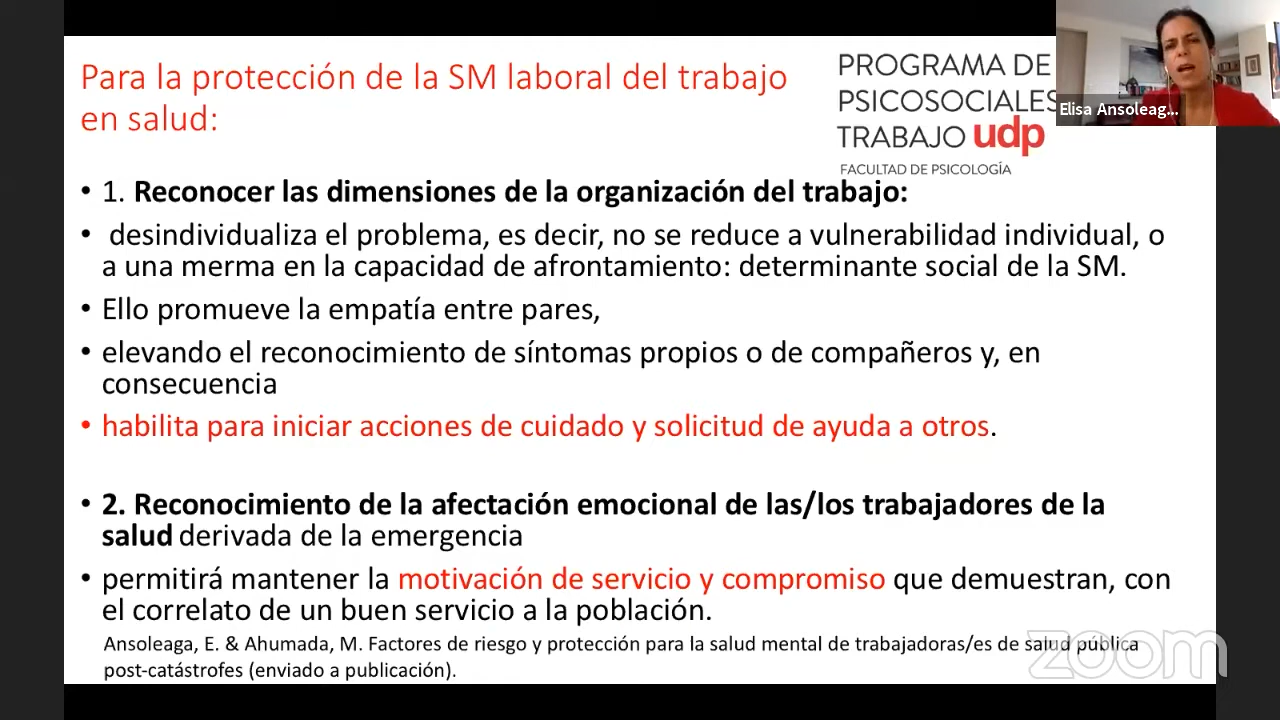 Para la protección de la SM laboral del trabajo
en salud:
PROGRAMA DE
PSICOSOCIALES
TRABAJO udp
FACULTAD DE PSICOLOGÍA
Elisa Ansoleag...
• 1. Reconocer las dimensiones de la organización del trabajo:
• desindividualiza el problema, es decir, no se reduce a vulnerabilidad individual, o
a una merma en la capacidad de afrontamiento: determinante social de la SM.
• Ello promueve la empatía entre pares,
• elevando el reconocimiento de síntomas propios o de compañeros y, en
consecuencia
• habilita para iniciar acciones de cuidado y solicitud de ayuda a otros.
• 2. Reconocimiento de la afectación emocional de las/los trabajadores de la
salud derivada de la emergencia
• permitirá mantener la motivación de servicio y compromiso que demuestran, con
el correlato de un buen servicio a la población.
Ansoleaga, E. & Ahumada, M. Factores de riesgo y protección para la salud mental de trabajadoras/es de salud pública
post-catástrofes (enviado a publicación).
zoom